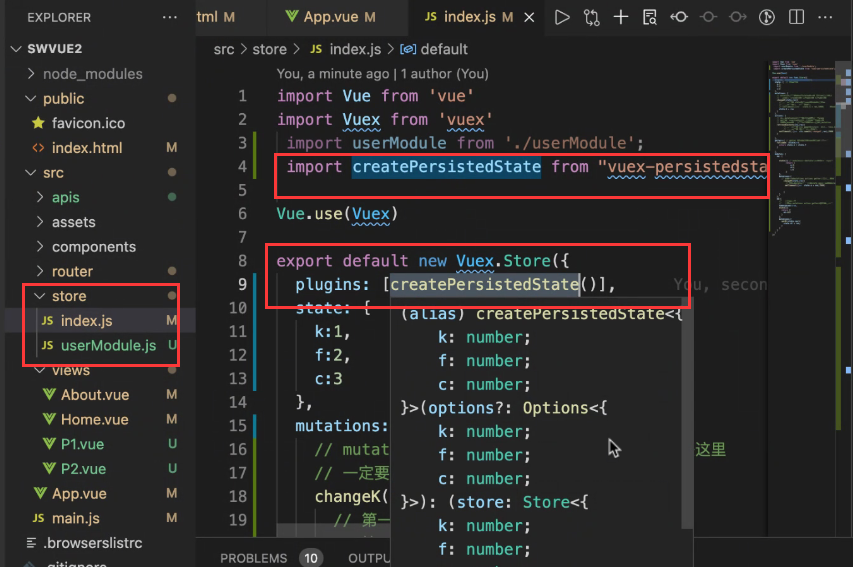 EXPLORER ···
SWVUE2
node_modules
public
favicon.ico
index.html M
src
apis
assets
components
router
store
JS index.js M
JS userModule.js U
views
About.vue M
Home.vue M
P1.vue U
P2.vue U
App.vue M
JS main.js M
.browserslistrc
.gitignore
tml M
App.vue M
JS index.js M
src > store > JS index.js > default
You, a minute ago | 1 author (You)
1 import Vue from 'vue'
2 import Vuex from 'vuex'
3 import userModule from './userModule';
4 import createPersistedState from "vuex-persistedsta
5
6 Vue.use(Vuex)
7
8 export default new Vuex.Store({
9 plugins: [createPersistedState()], You, secon
10 state: {
11 k:1,
12 f:2,
13 c:3
14 },
15 mutations:
16 // mutat 这里
17 // 一定要
18 changeK(
19 // 第一
(alias) createPersistedState<{
k: number;
f: number;
c: number;
}>(options?: Options<{
k: number;
f: number;
c: number;
}>): (store: Store<{
k: number;
f: number;
PROBLEMS 10 OUTPU